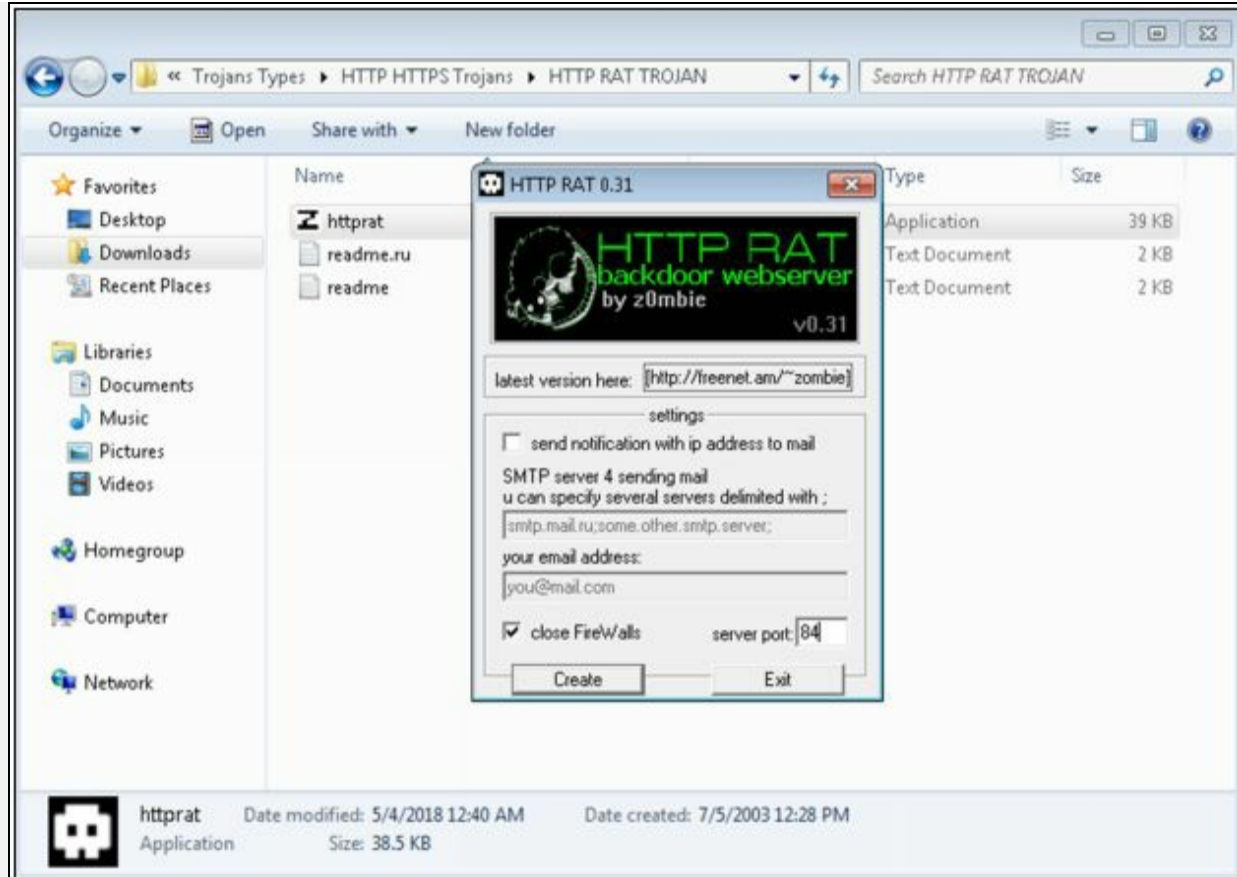 « Trojans Types ▸ HTTP HTTPS Trojans ▸ HTTP RAT TROJAN
Search HTTP RAT TROJAN
Organize Open Share with New folder
Favorites
Desktop
Downloads
Recent Places
Libraries
Documents
Music
Pictures
Videos
Homegroup
Computer
Network
Name Type Size
httprat Application 39 KB
readme.ru Text Document 2 KB
readme Text Document 2 KB
HTTP RAT 0.31
HTTP RAT
backdoor webserver
by z0mbie
v0.31
latest version here: [http://freenet.am/~zombie]
settings
send notification with ip address to mail
SMTP server 4 sending mail
u can specify several servers delimited with ;
smtp.mail.ru;some.other.smtp.server;
your email address:
you@mail.com
close FireWalls server port: 84
Create Exit
httprat Date modified: 5/4/2018 12:40 AM Date created: 7/5/2003 12:28 PM
Application Size: 38.5 KB